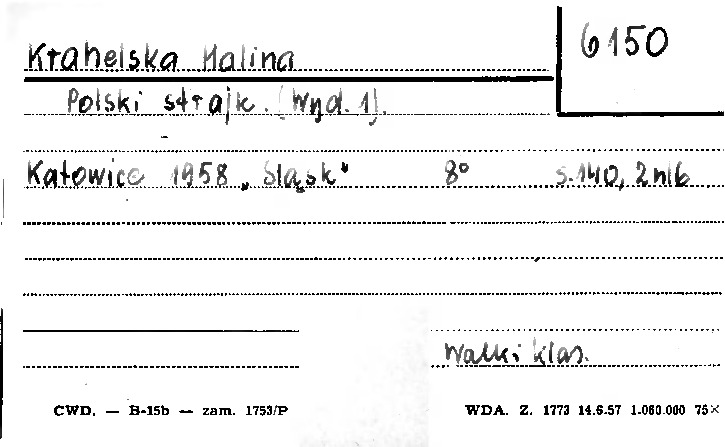 Krahelska Halina
6150
Polski strajk. (Wyd. 1).
Katowice 1958 „Śląsk" 8° s. 140, 2 nlb
Walki klas.
CWD. — B-15b — zam. 1753/P
WDA. Z. 1773 14.6.57 1.060.000 75×